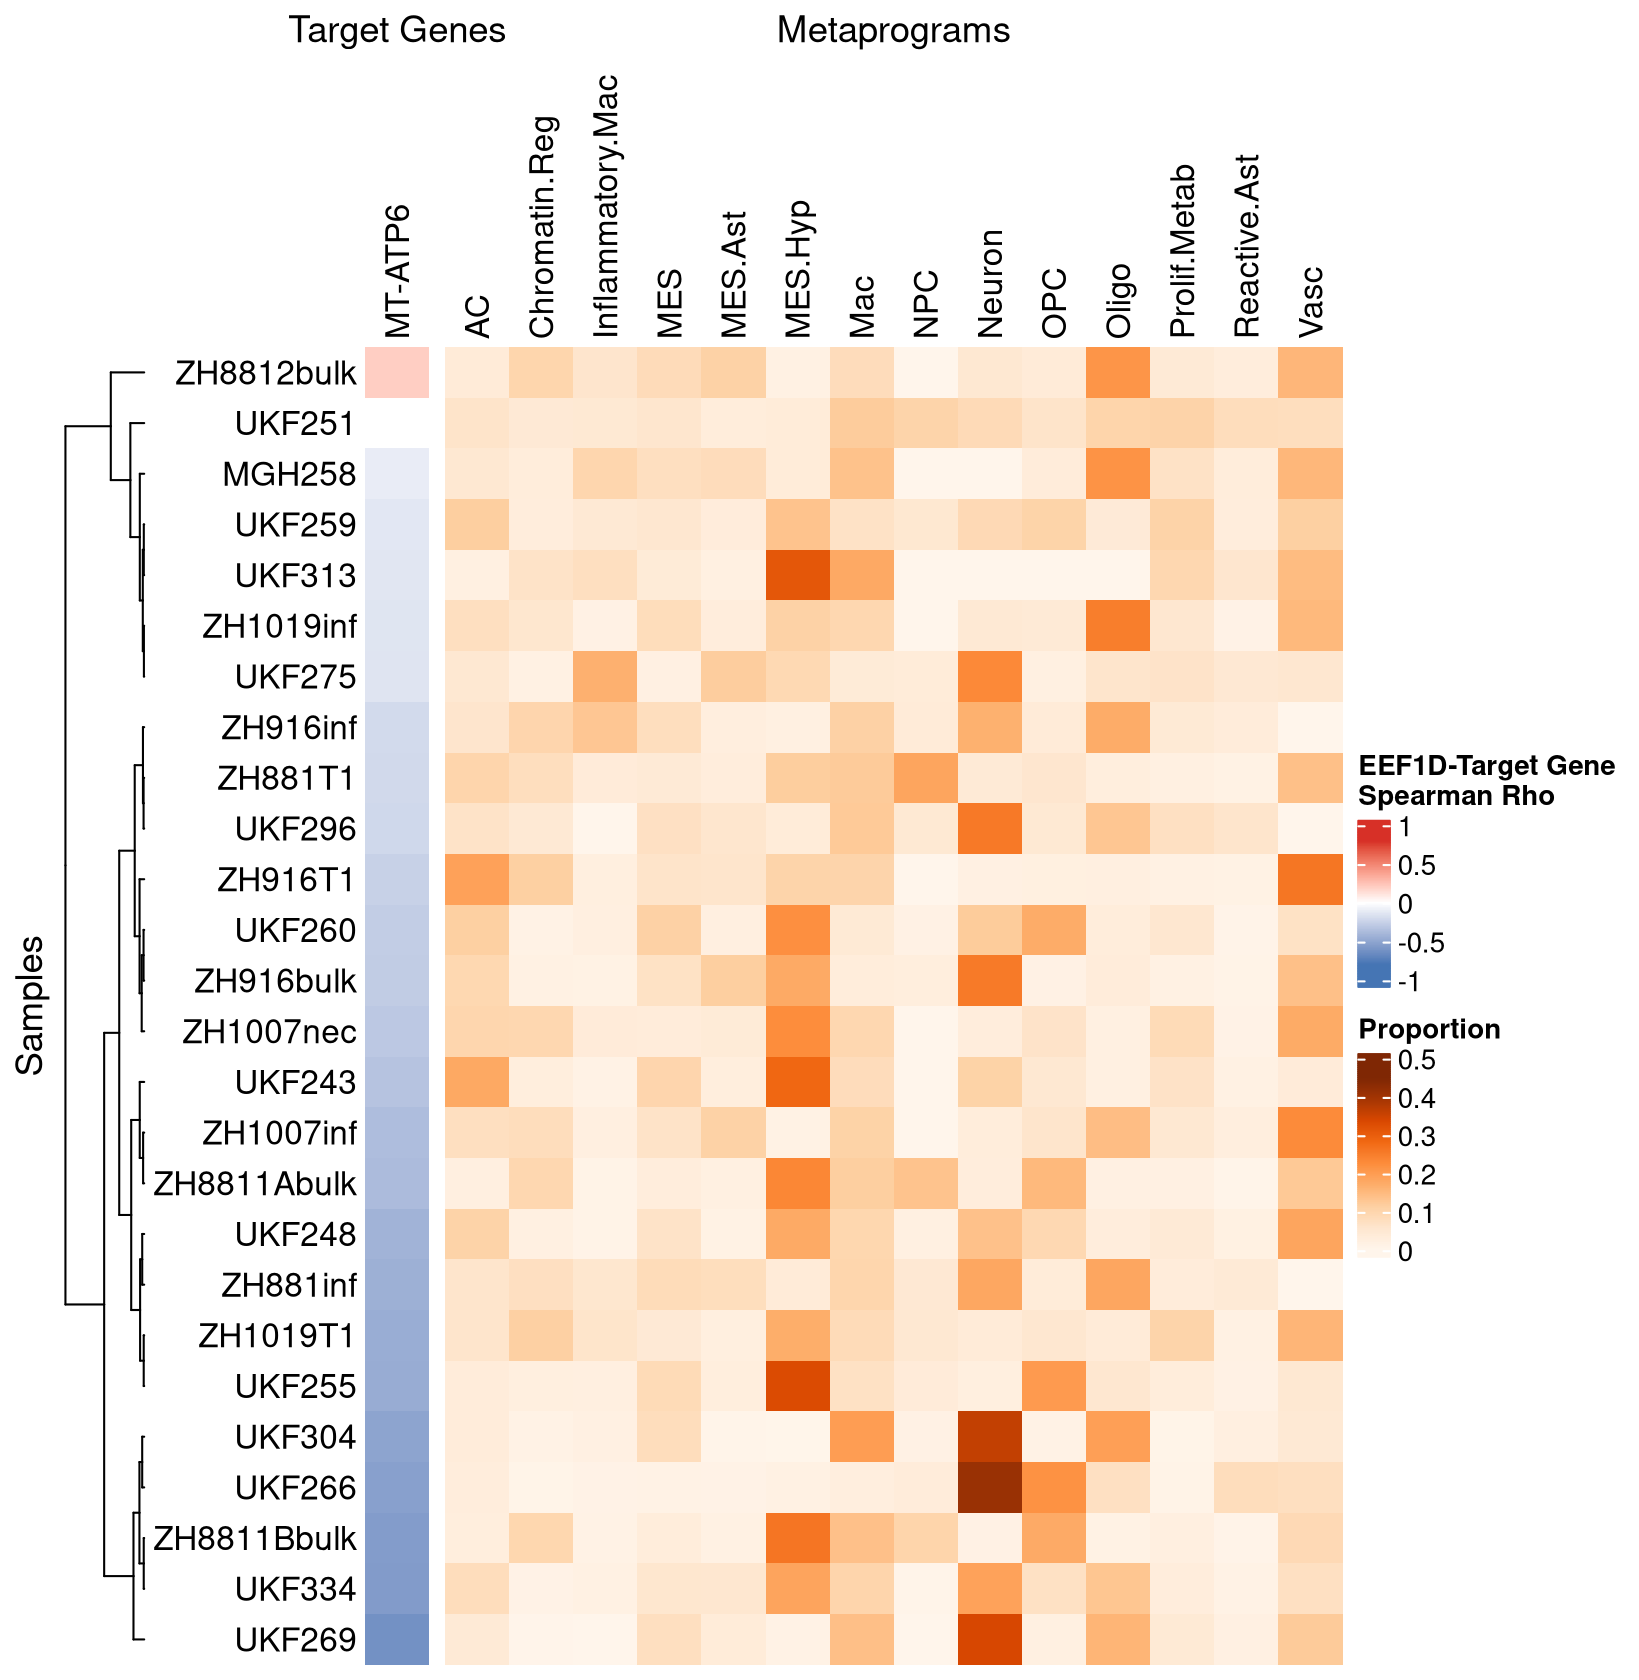 Target Genes
Metaprograms
MT-ATP6
AC
Chromatin.Reg
Inflammatory.Mac
MES
MES.Ast
MES.Hyp
Mac
NPC
Neuron
OPC
Oligo
Prolif.Metab
Reactive.Ast
Vasc
Samples
ZH8812bulk
UKF251
MGH258
UKF259
UKF313
ZH1019inf
UKF275
ZH916inf
ZH881T1
UKF296
ZH916T1
UKF260
ZH916bulk
ZH1007nec
UKF243
ZH1007inf
ZH8811Abulk
UKF248
ZH881inf
ZH1019T1
UKF255
UKF304
UKF266
ZH8811Bbulk
UKF334
UKF269
EEF1D-Target Gene
Spearman Rho
1
0.5
0
-0.5
-1
Proportion
0.5
0.4
0.3
0.2
0.1
0